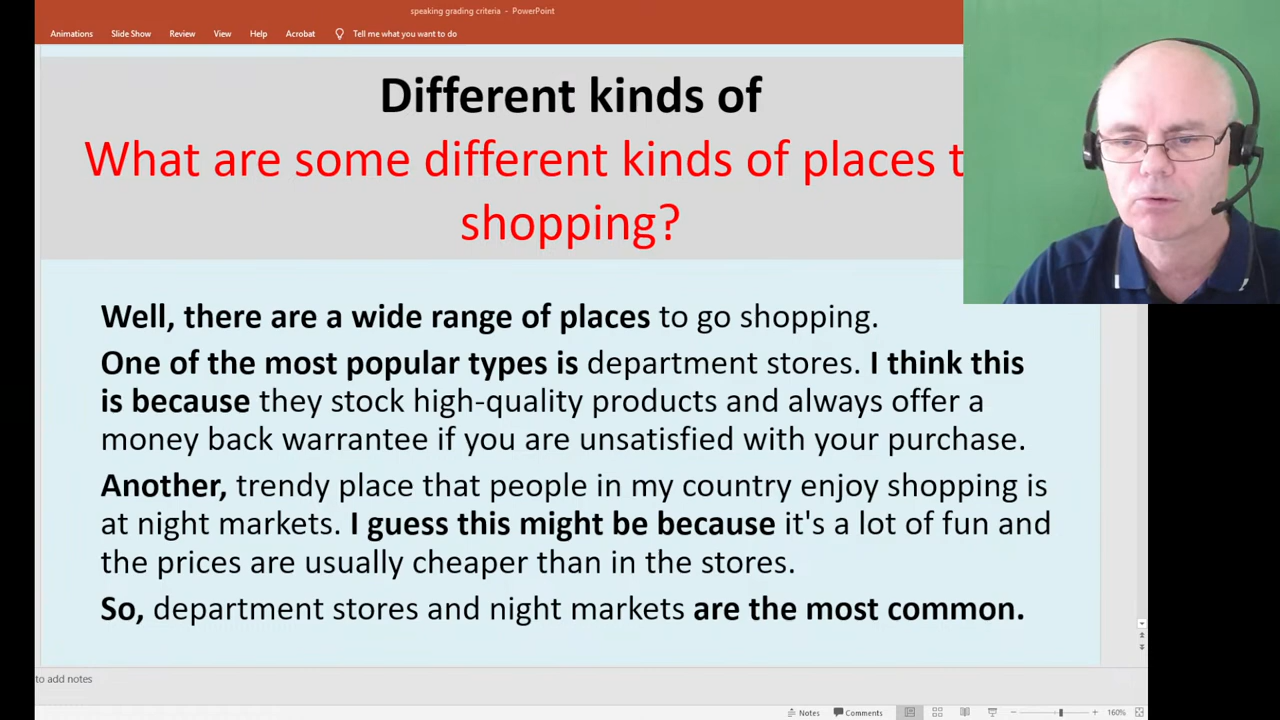 speaking grading criteria - PowerPoint
Animations Slide Show Review View Help Acrobat Tell me what you want to do
Different kinds of
What are some different kinds of places
shopping?
Well, there are a wide range of places to go shopping.
One of the most popular types is department stores. I think this
is because they stock high-quality products and always offer a
money back warrantee if you are unsatisfied with your purchase.
Another, trendy place that people in my country enjoy shopping is
at night markets. I guess this might be because it's a lot of fun and
the prices are usually cheaper than in the stores.
So, department stores and night markets are the most common.
to add notes
Notes Comments 160%